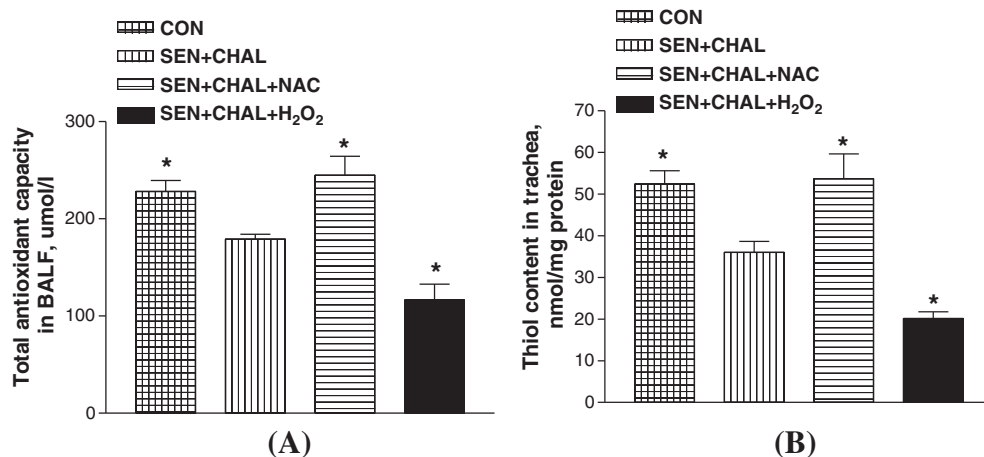 CON
SEN+CHAL
SEN+CHAL+NAC
SEN+CHAL+H₂O₂
Total antioxidant capacity
in BALF, umol/l
300
200
100
0
*
*
*
(A)
CON
SEN+CHAL
SEN+CHAL+NAC
SEN+CHAL+H₂O₂
Thiol content in trachea,
nmol/mg protein
70
60
50
40
30
20
10
0
*
*
*
(B)